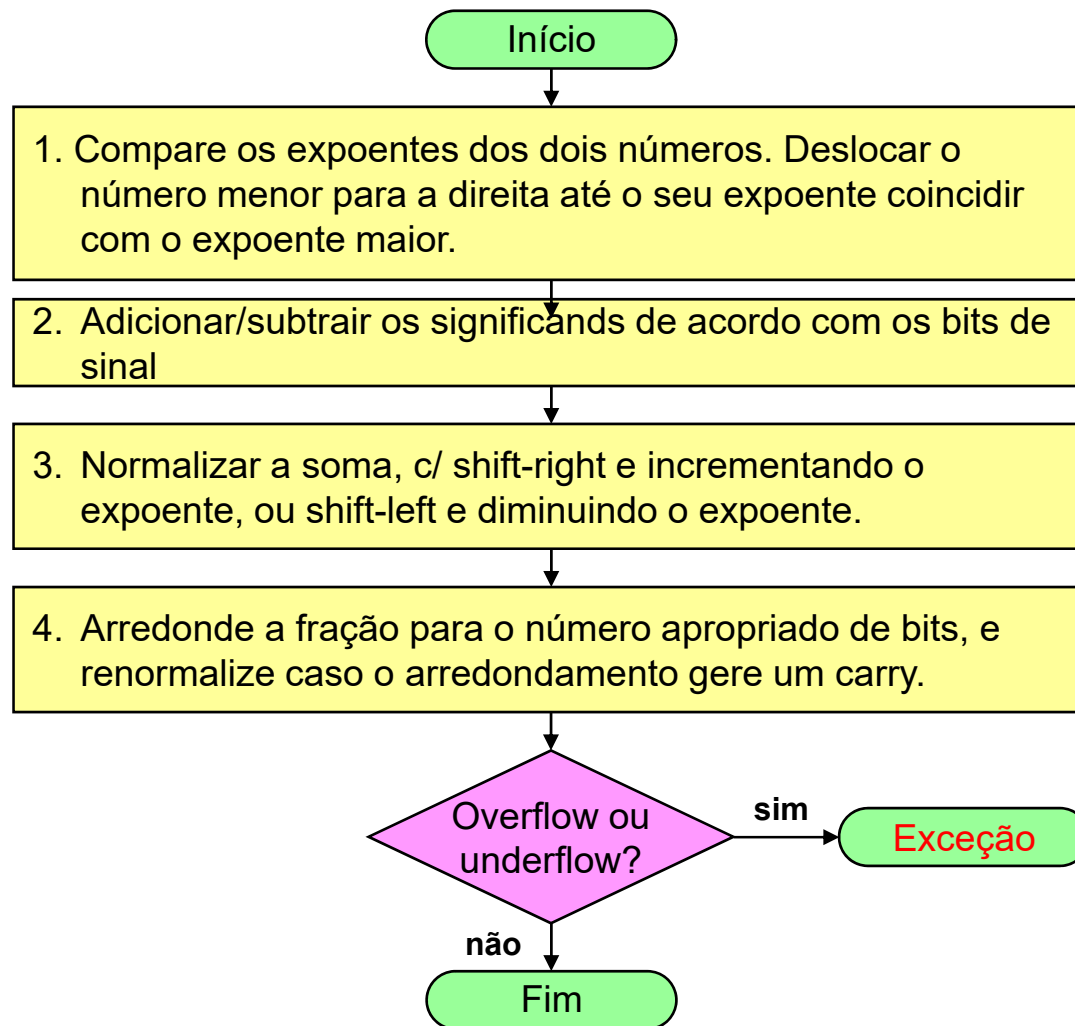 Início
1. Compare os expoentes dos dois números. Deslocar o
número menor para a direita até o seu expoente coincidir
com o expoente maior.
2. Adicionar/subtrair os significands de acordo com os bits de
sinal
3. Normalizar a soma, c/ shift-right e incrementando o
expoente, ou shift-left e diminuindo o expoente.
4. Arredonde a fração para o número apropriado de bits, e
renormalize caso o arredondamento gere um carry.
Overflow ou
underflow?
sim
Exceção
não
Fim